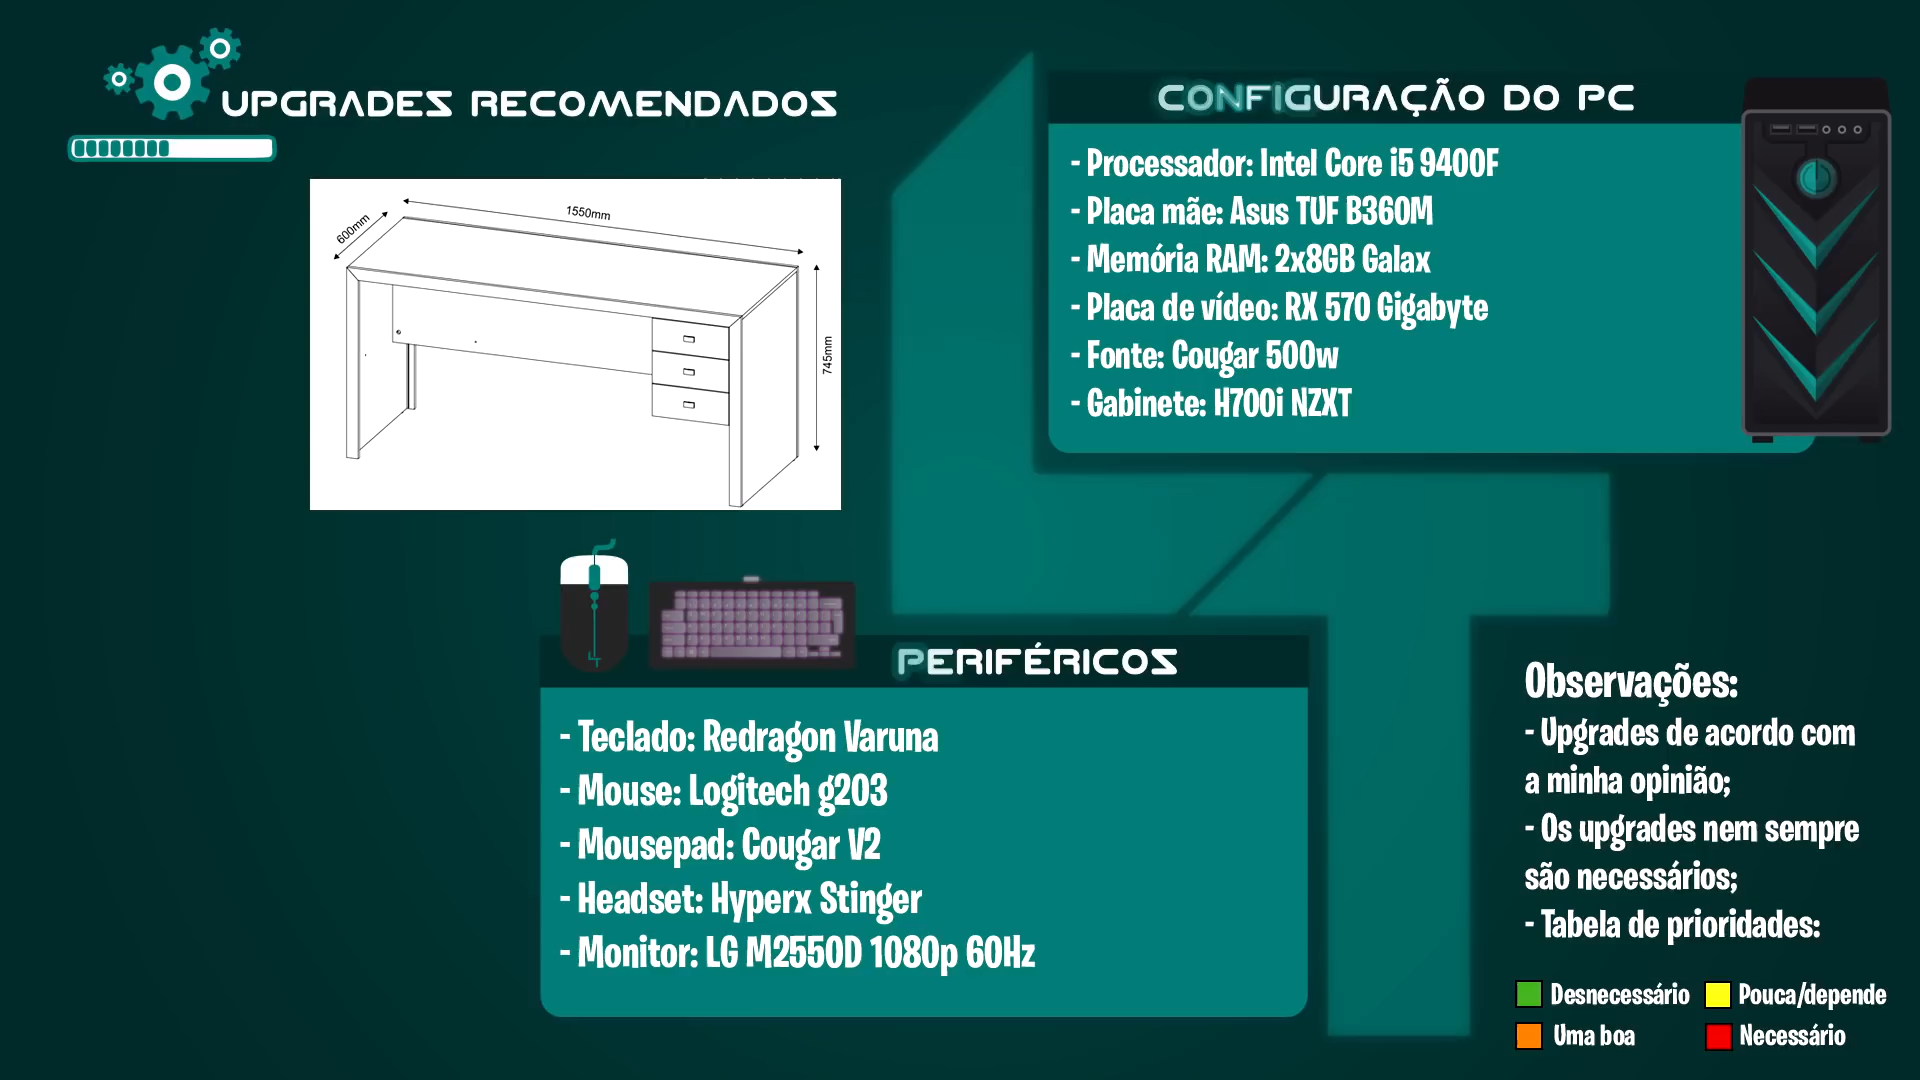 UPGRADES RECOMENDADOS
600mm
1550mm
745mm
CONFIGURAÇÃO DO PC
- Processador: Intel Core i5 9400F
- Placa mãe: Asus TUF B360M
- Memória RAM: 2x8GB Galax
- Placa de vídeo: RX 570 Gigabyte
- Fonte: Cougar 500w
- Gabinete: H700i NZXT
PERIFÉRICOS
- Teclado: Redragon Varuna
- Mouse: Logitech g203
- Mousepad: Cougar V2
- Headset: Hyperx Stinger
- Monitor: LG M2550D 1080p 60Hz
Observações:
- Upgrades de acordo com
a minha opinião;
- Os upgrades nem sempre
são necessários;
- Tabela de prioridades:
Desnecessário Pouca/depende
Uma boa Necessário